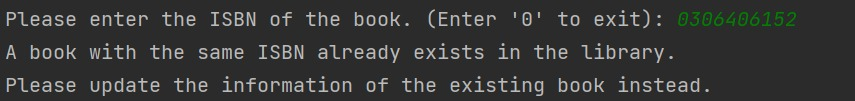 Please enter the ISBN of the book. (Enter '0' to exit): 0306406152
A book with the same ISBN already exists in the library.
Please update the information of the existing book instead.